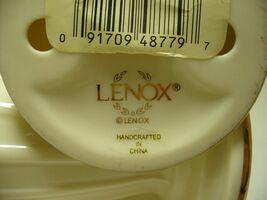 0 91709 48779 7
LENOX®
© LENOX
HANDCRAFTED
IN
CHINA